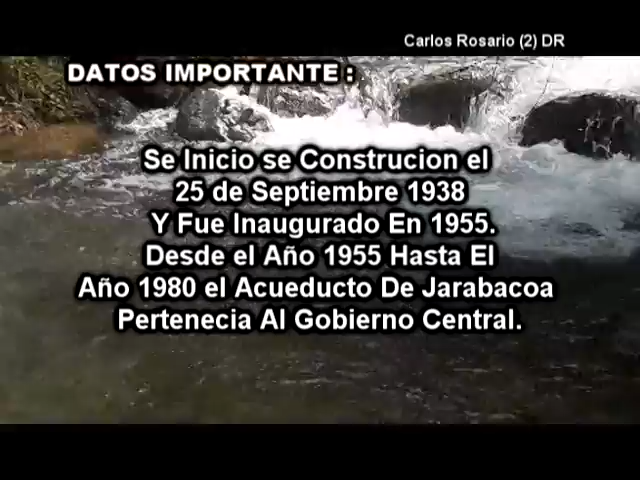 Carlos Rosario (2) DR
DATOS IMPORTANTE :
Se Inicio se Construcion el
25 de Septiembre 1938
Y Fue Inaugurado En 1955.
Desde el Año 1955 Hasta El
Año 1980 el Acueducto De Jarabacoa
Pertenecia Al Gobierno Central.